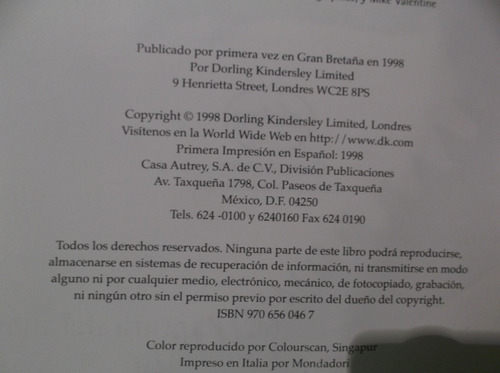 y Mike Valentine
Publicado por primera vez en Gran Bretaña en 1998
Por Dorling Kindersley Limited
9 Henrietta Street, Londres WC2E 8PS
Copyright © 1998 Dorling Kindersley Limited, Londres
Visítenos en la World Wide Web en http://www.dk.com
Primera Impresión en Español: 1998
Casa Autrey, S.A. de C.V., División Publicaciones
Av. Taxqueña 1798, Col. Paseos de Taxqueña
México, D.F. 04250
Tels. 624 -0100 y 6240160 Fax 624 0190
Todos los derechos reservados. Ninguna parte de este libro podrá reproducirse,
almacenarse en sistemas de recuperación de información, ni transmitirse en modo
alguno ni por cualquier medio, electrónico, mecánico, de fotocopiado, grabación,
ni ningún otro sin el permiso previo por escrito del dueño del copyright.
ISBN 970 656 046 7
Color reproducido por Colourscan, Singapur
Impreso en Italia por Mondadori